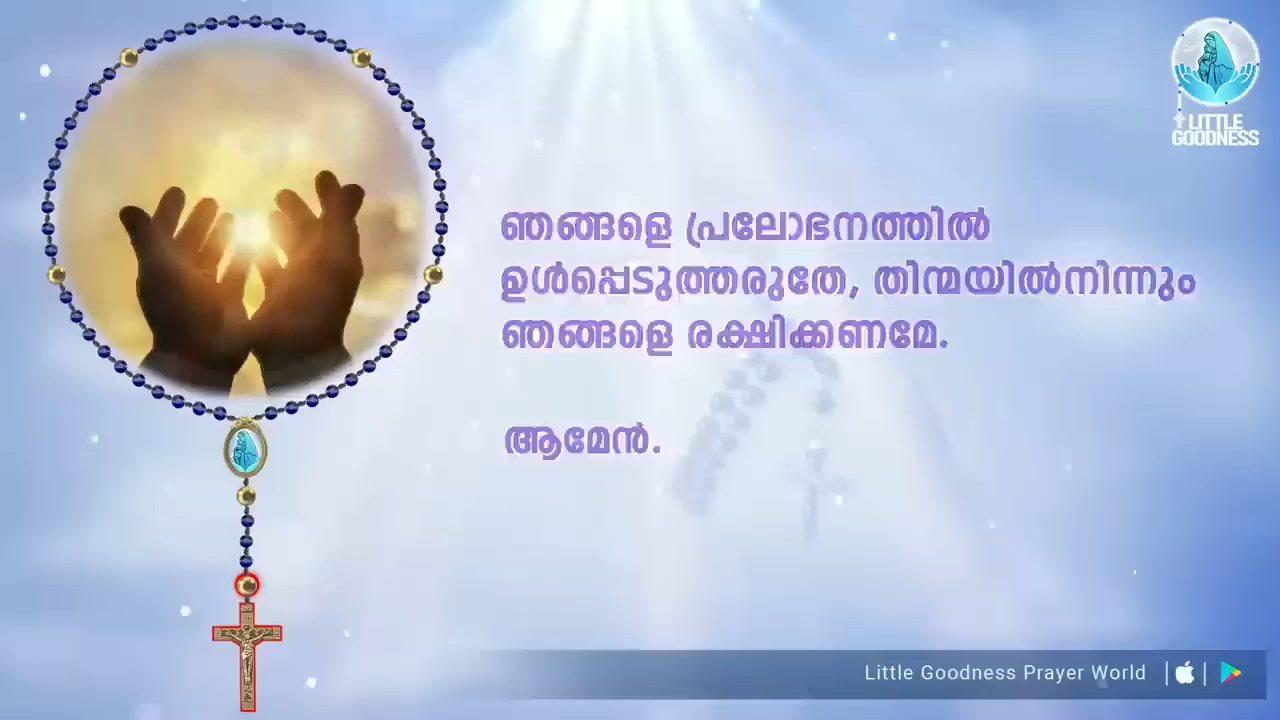 LITTLE
GOODNESS
ഞങ്ങളെ പ്രലോഭനത്തിൽ
ഉൾപ്പെടുത്തരുതേ, തിന്മയിൽനിന്നും
ഞങ്ങളെ രക്ഷിക്കണമേ.
ആമേൻ.
Little Goodness Prayer World